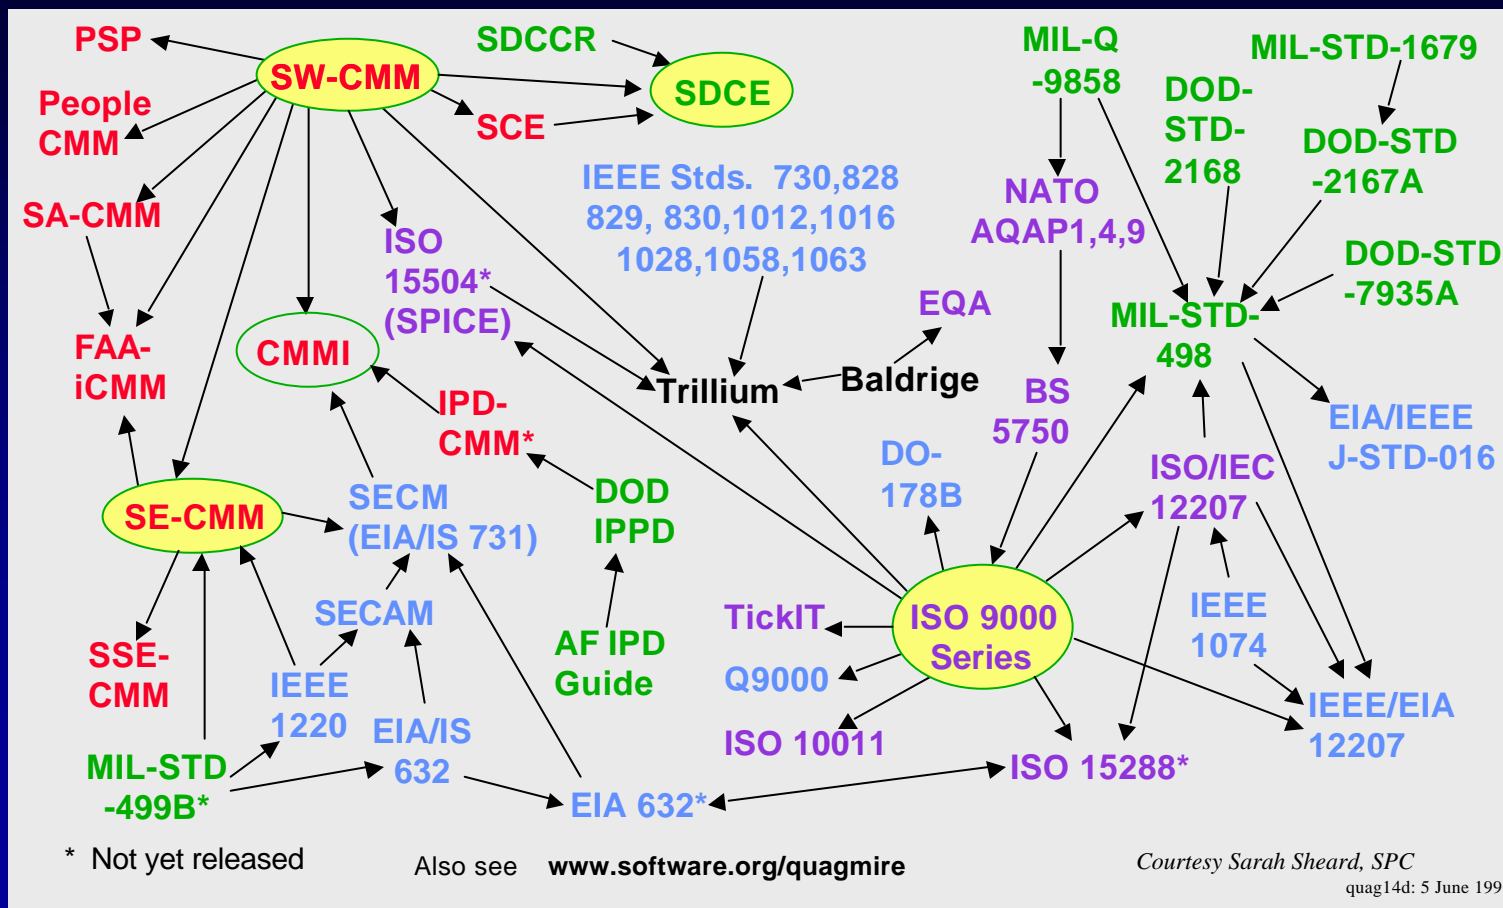 PSP
SW-CMM
SDCCR
SDCE
MIL-Q
-9858
MIL-STD-1679
People
CMM
SCE
DOD-
STD-
2168
DOD-STD
-2167A
SA-CMM
ISO
15504*
(SPICE)
IEEE Stds. 730,828
829, 830,1012,1016
1028,1058,1063
NATO
AQAP1,4,9
DOD-STD
-7935A
FAA-
iCMM
CMMI
EQA
MIL-STD-
498
IPD-
CMM*
Trillium
Baldrige
BS
5750
EIA/IEEE
J-STD-016
SE-CMM
SECM
(EIA/IS 731)
DOD
IPPD
DO-
178B
ISO/IEC
12207
SECAM
TickIT
ISO 9000
Series
IEEE
1074
SSE-
CMM
IEEE
1220
AF IPD
Guide
Q9000
EIA/IS
632
ISO 10011
IEEE/EIA
12207
MIL-STD
-499B*
EIA 632*
ISO 15288*
* Not yet released
Also see www.software.org/quagmire
Courtesy Sarah Sheard, SPC
quag14d: 5 June 199